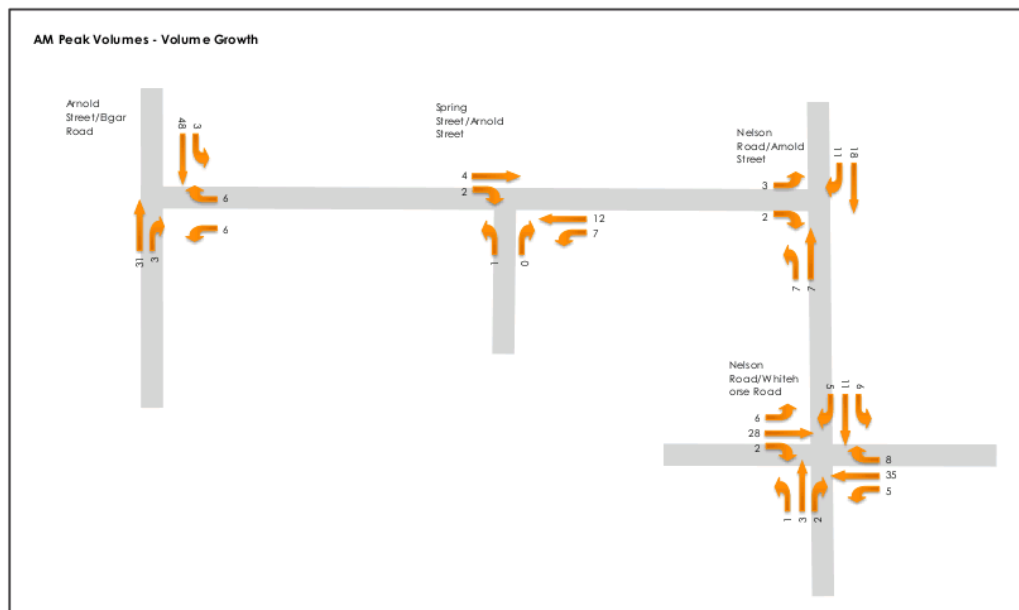 AM Peak Volumes - Volume Growth
Arnold
Street/Elgar
Road
48
3
6
6
31
3
Spring
Street/Arnold
Street
4
2
12
7
1
0
Nelson
Road/Arnold
Street
3
2
11
18
7
7
Nelson
Road/Whiteh
orse Road
6
28
2
5
11
6
8
35
5
1
3
2